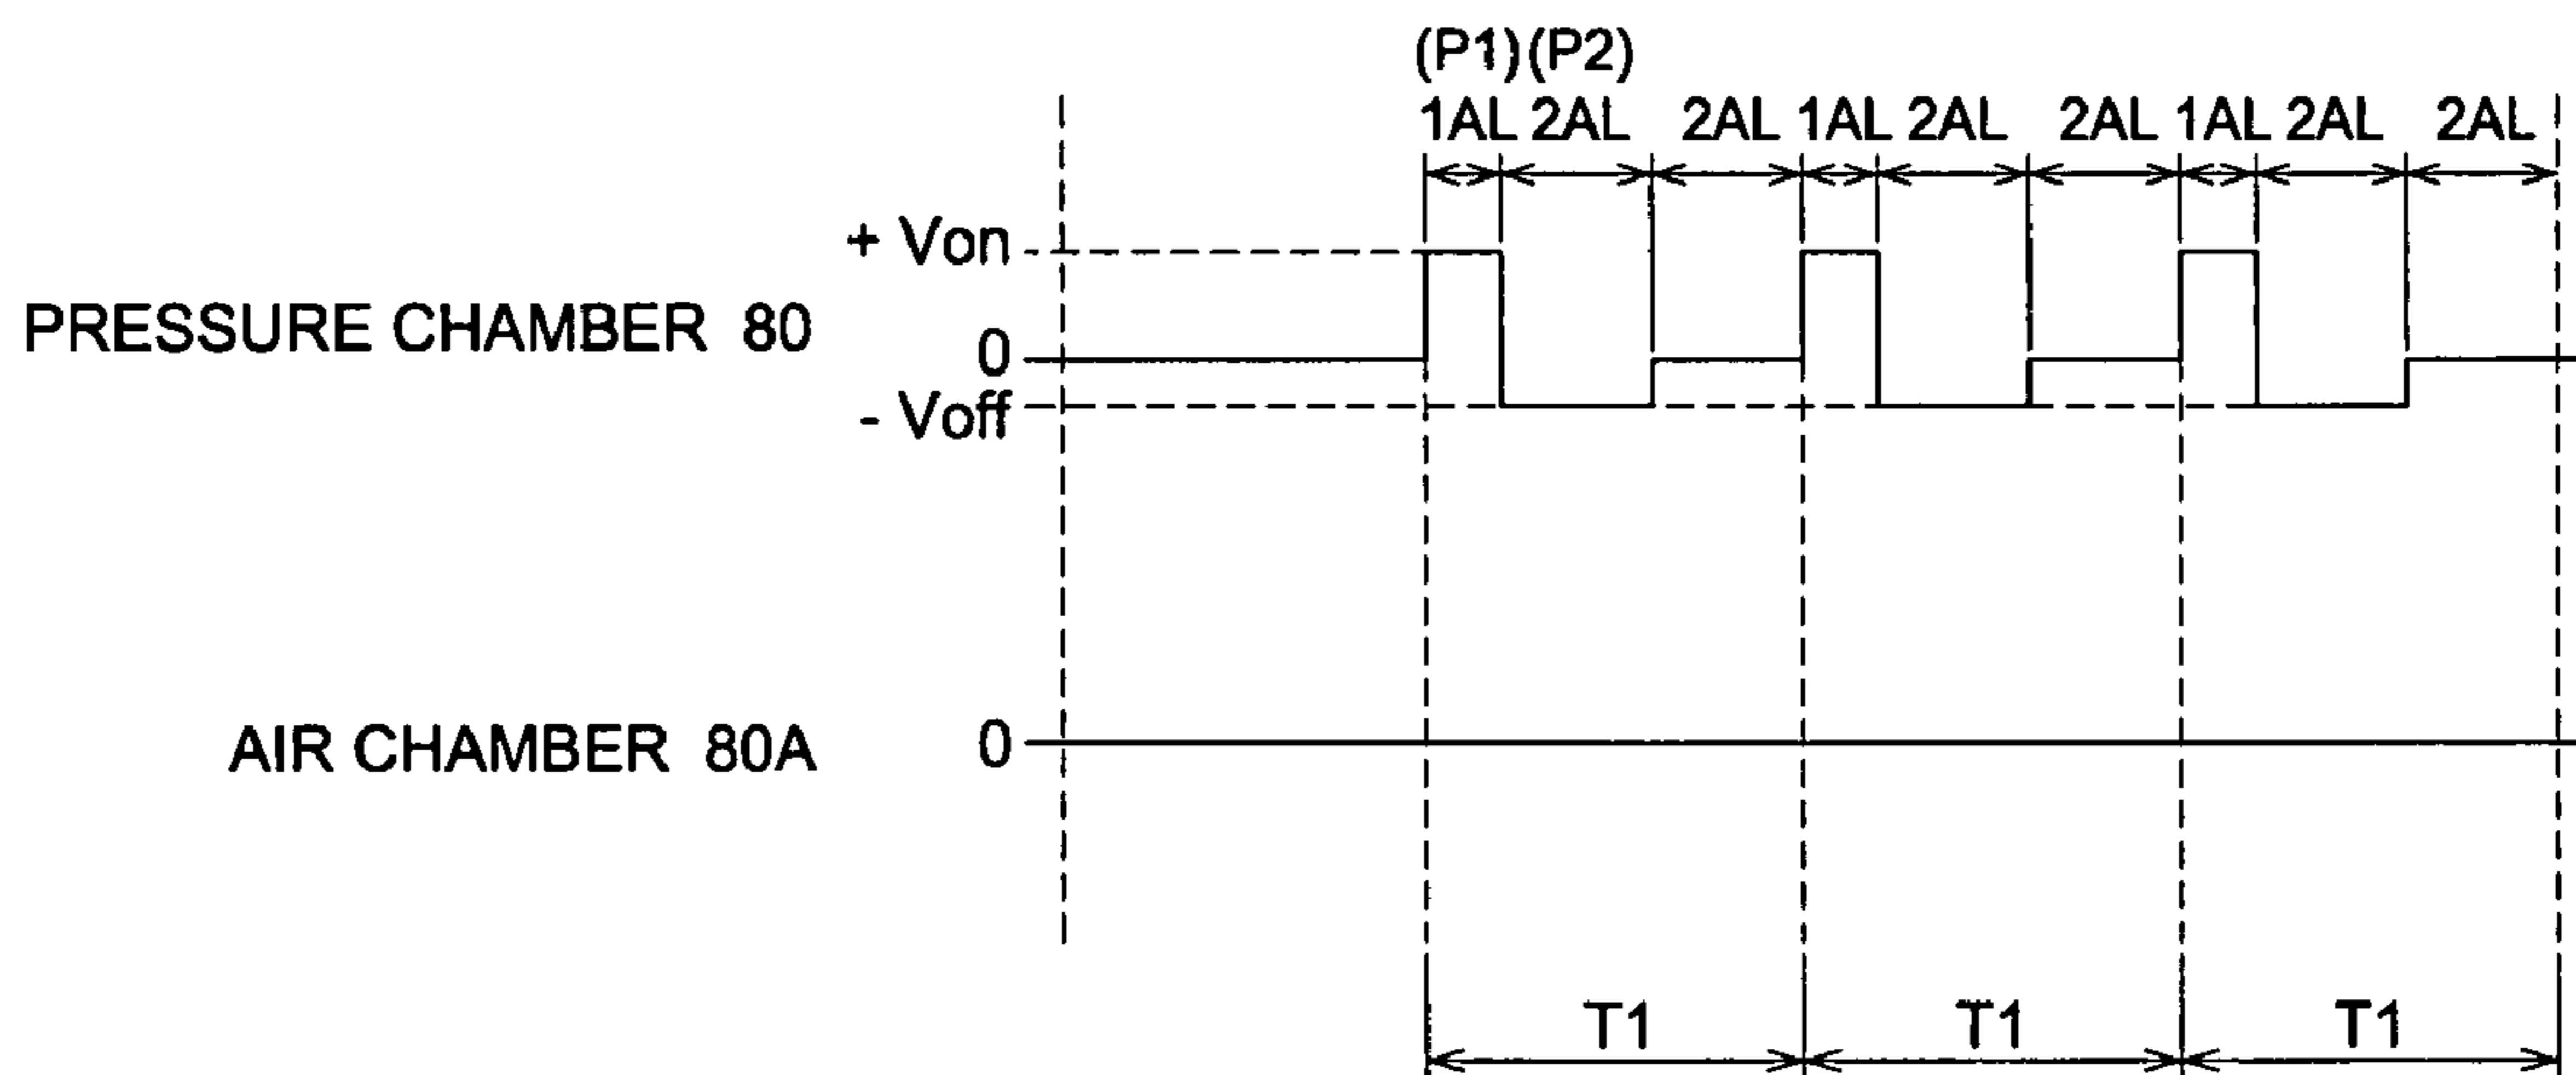 (P1) (P2)
1AL 2AL 2AL 1AL 2AL 2AL 1AL 2AL 2AL
+ Von
PRESSURE CHAMBER 80
0
- Voff
AIR CHAMBER 80A
0
T1 T1 T1